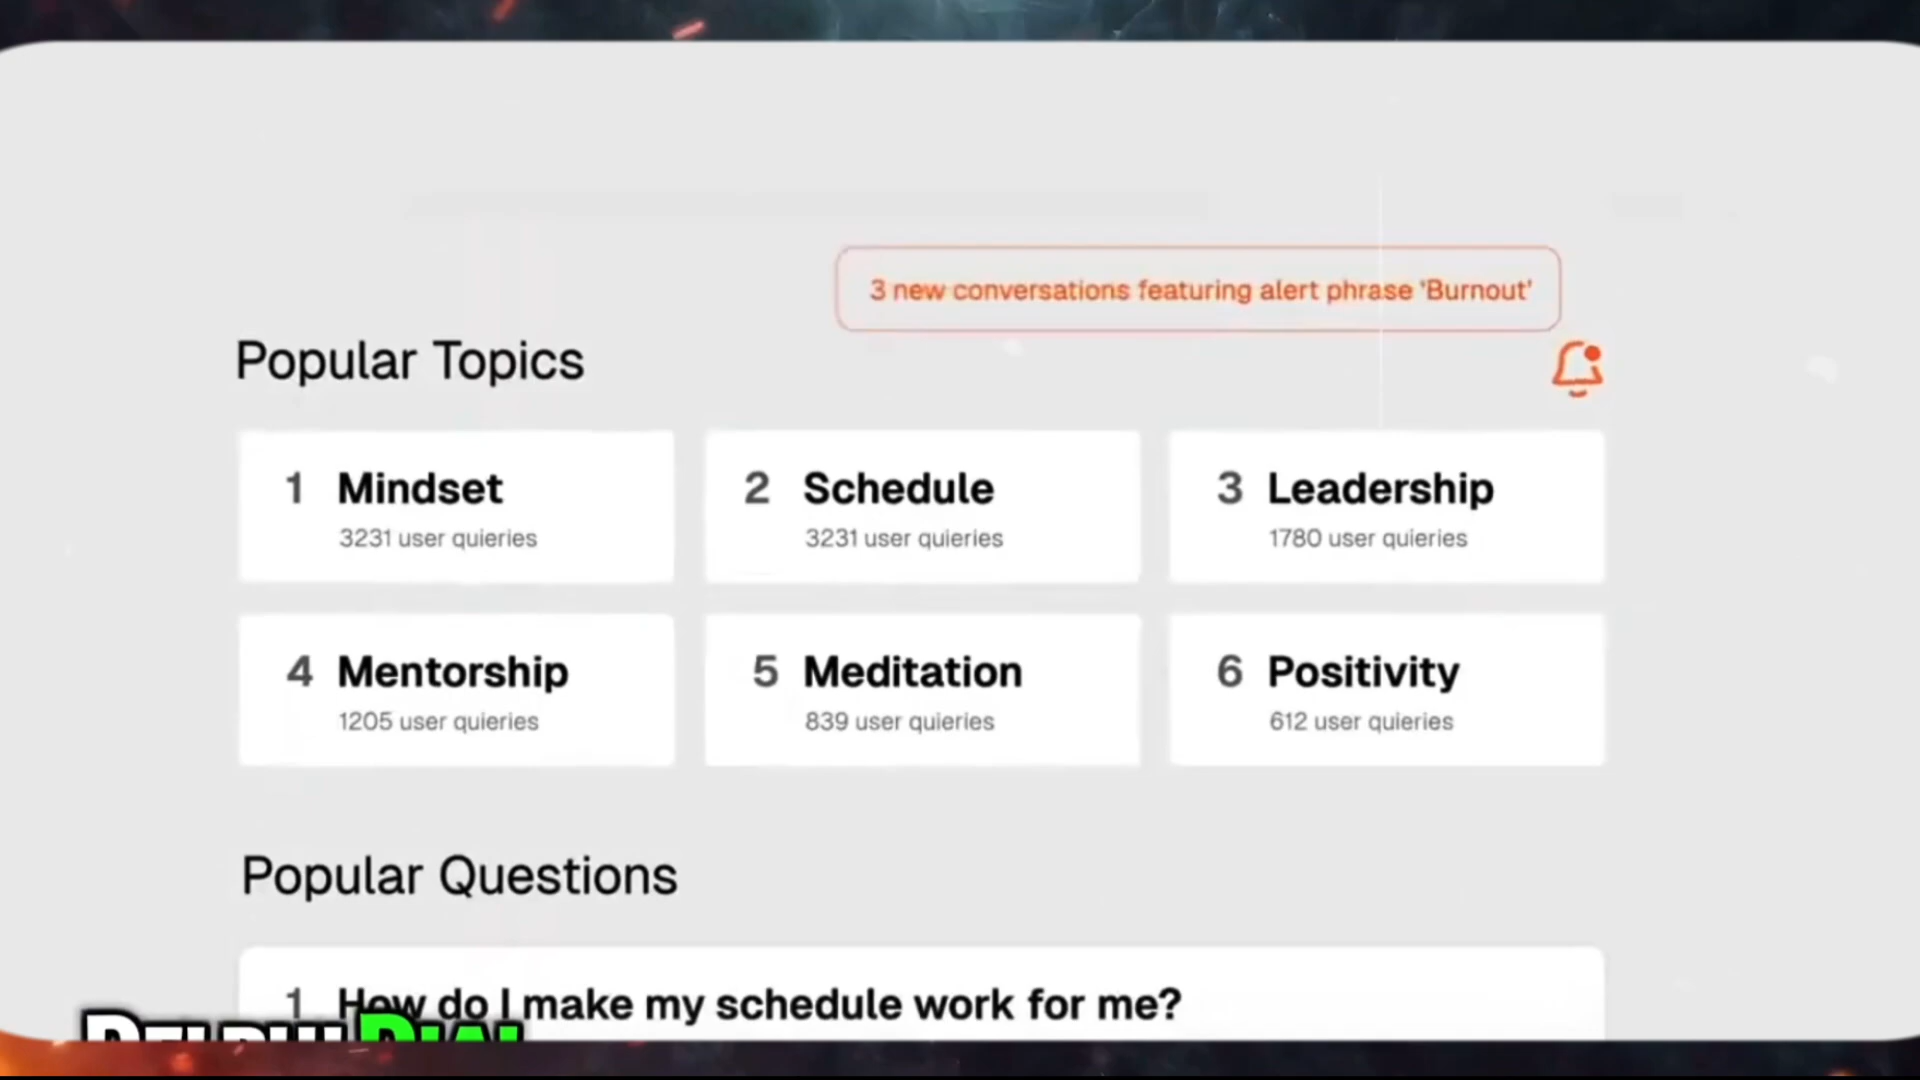 3 new conversations featuring alert phrase 'Burnout'
Popular Topics
1 Mindset
3231 user quieries
2 Schedule
3231 user quieries
3 Leadership
1780 user quieries
4 Mentorship
1205 user quieries
5 Meditation
839 user quieries
6 Positivity
612 user quieries
Popular Questions
1 How do I make my schedule work for me?